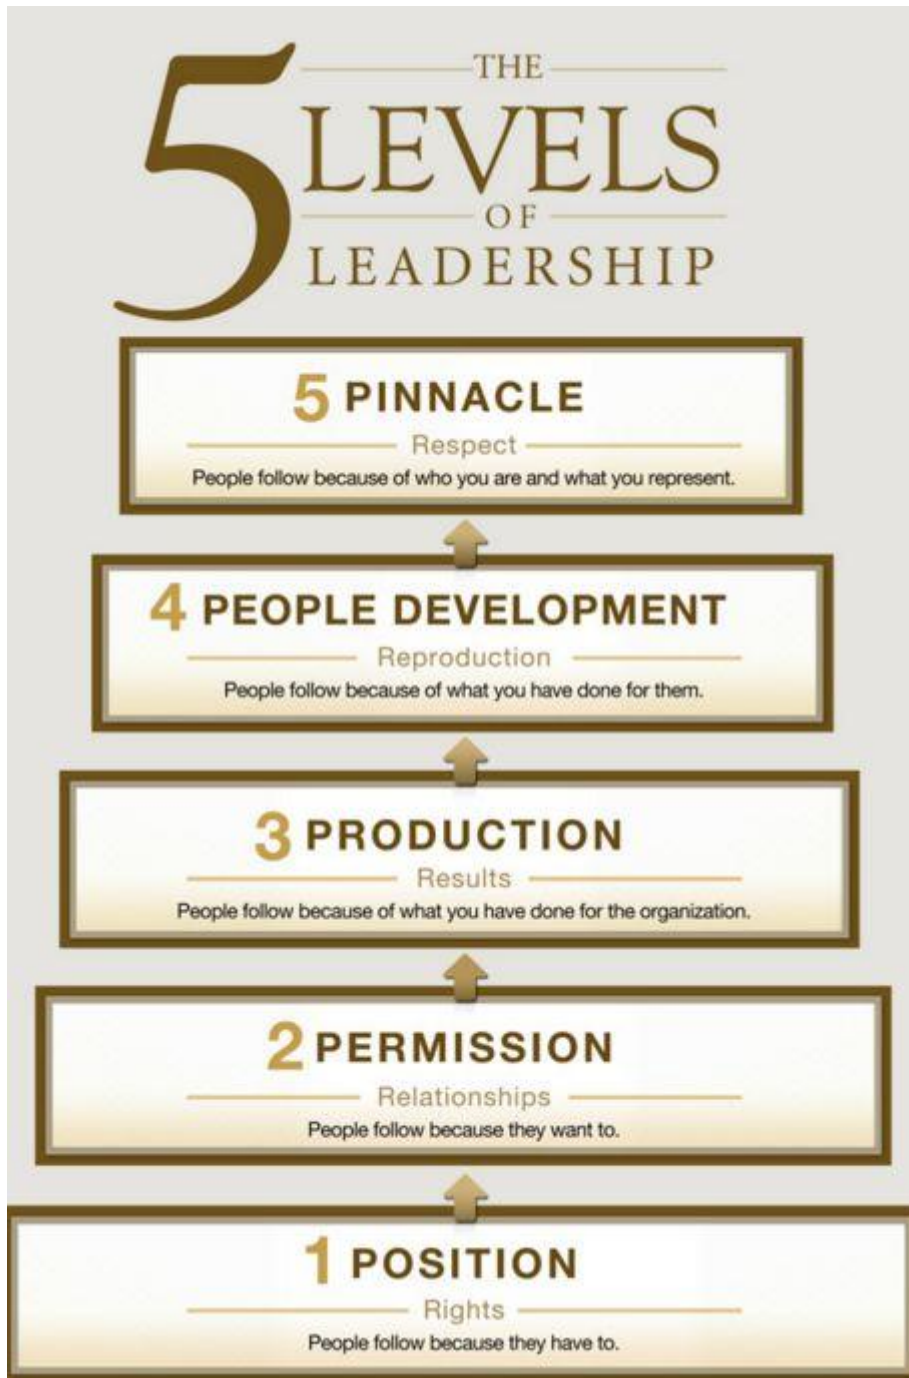 THE
5 LEVELS
OF
LEADERSHIP
5 PINNACLE
Respect
People follow because of who you are and what you represent.
4 PEOPLE DEVELOPMENT
Reproduction
People follow because of what you have done for them.
3 PRODUCTION
Results
People follow because of what you have done for the organization.
2 PERMISSION
Relationships
People follow because they want to.
1 POSITION
Rights
People follow because they have to.